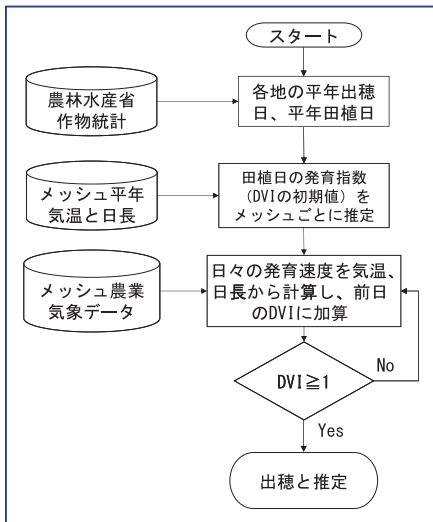 スタート
農林水産省
作物統計
各地の平年出穂
日、平年田植日
メッシュ平年
気温と日長
田植日の発育指数
(DVIの初期値)を
メッシュごとに推定
メッシュ農業
気象データ
日々の発育速度を気温、
日長から計算し、前日
のDVIに加算
DVI≧1
No
Yes
出穂と推定